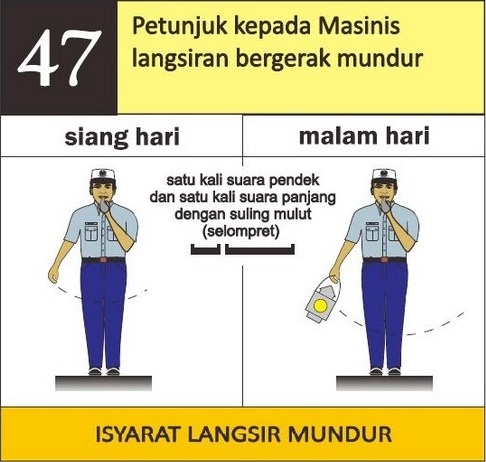 47
Petunjuk kepada Masinis
langsiran bergerak mundur
siang hari
malam hari
satu kali suara pendek
dan satu kali suara panjang
dengan suling mulut
(selompret)
ISYARAT LANGSIR MUNDUR